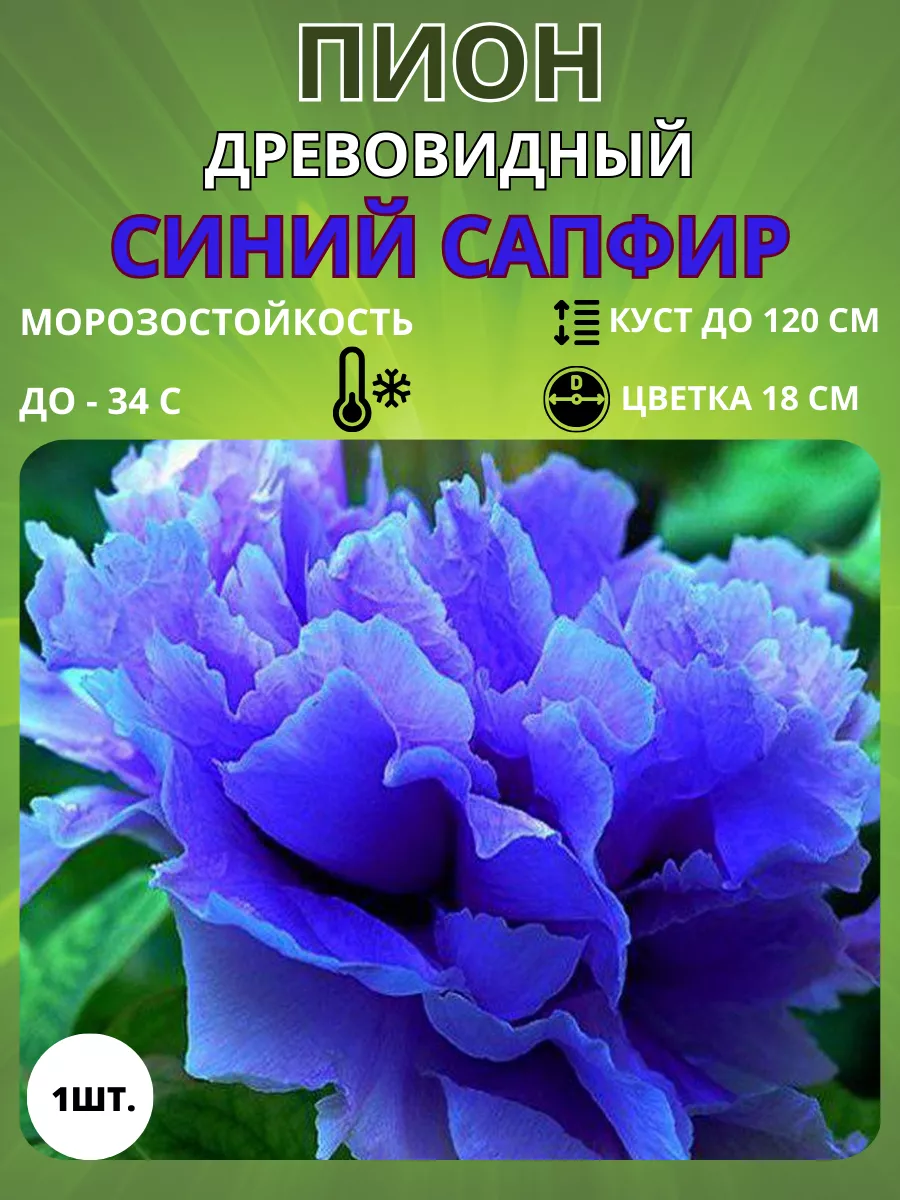 ПИОН
ДРЕВОВИДНЫЙ
СИНИЙ САПФИР
МОРОЗОСТОЙКОСТЬ
ДО - 34 С
КУСТ ДО 120 СМ
D
ЦВЕТКА 18 СМ
1ШТ.